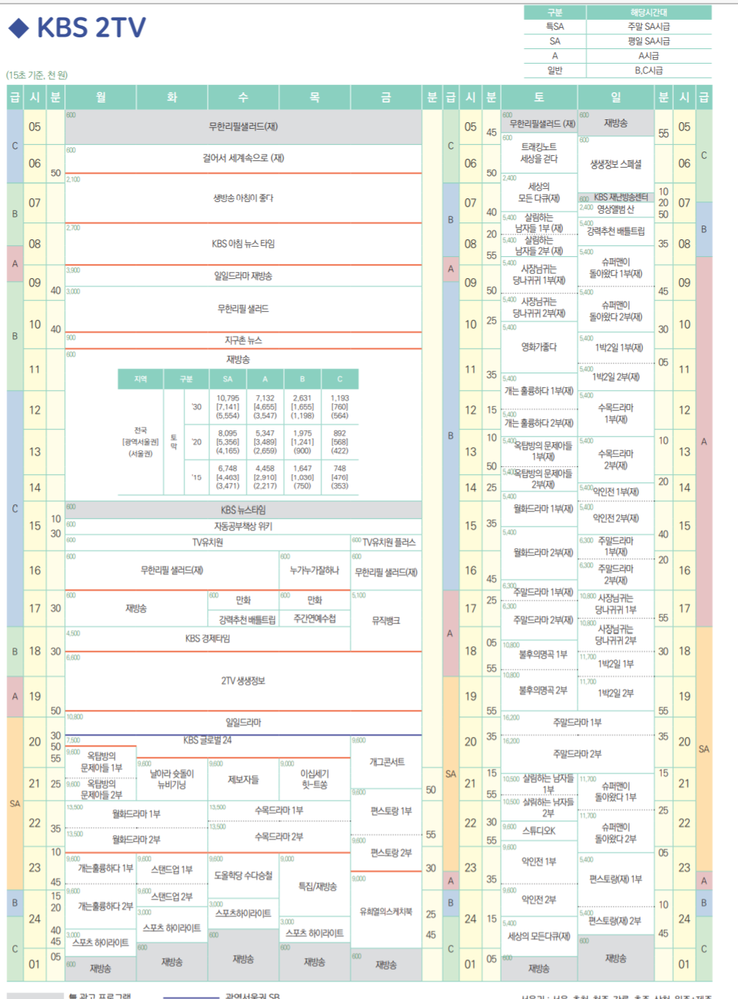 ◆ KBS 2TV
구분 해당시간대
특SA 주말 SA시급
SA 평일 SA시급
A A시급
일반 B,C시급
(15초 기준, 천 원)
급 시 분 월 화 수 목 금 분 급 시 분 토 일 분 시 급
05 06 07 08 09 10 11 12 13 14 15 16 17 18 19 20 21 22 23 24 01
C B A B C B A SA B C
50
40
40
10
30
30
30
50
30
50
55
25
35
10
45
15
20
40
45
05
600 무한리필샐러드(재)
600 걸어서 세계속으로 (재)
2,100 생방송 아침이 좋다
2,700 KBS 아침 뉴스 타임
3,900 일일드라마 재방송
3,000 무한리필 샐러드
900 지구촌 뉴스
600 재방송
지역 구분 SA A B C
전국
[광역서울권]
(서울권)
토막
'30 10,795 7,132 2,631 1,193
[7,141] [4,655] [1,655] [760]
(5,554) (3,547) (1,198) (564)
'20 8,095 5,347 1,975 892
[5,356] [3,489] [1,241] [568]
(4,165) (2,659) (900) (422)
'15 6,748 4,458 1,647 748
[4,463] [2,910] [1,036] [476]
(3,471) (2,217) (750) (353)
600 KBS 뉴스타임
600 자동공부책상 위키
600 TV유치원 600 TV유치원 플러스
600 무한리필 샐러드(재) 600 누가누가잘하나 600 무한리필 샐러드(재)
600 재방송 600 만화 600 만화 5,100 뮤직뱅크
강력추천 배틀트립 주간연예수첩
4,500 KBS 경제타임
6,600 2TV 생생정보
10,800 일일드라마
7,500 KBS 글로벌 24
9,600 옥탑방의
문제아들 1부
9,600 옥탑방의
문제아들 2부
9,600 날아라 슛돌이
뉴비기닝
9,600 제보자들
9,000 이십세기
힛-트쏭
9,600 개그콘서트
9,600 편스토랑 1부
9,600 편스토랑 2부
13,500 월화드라마 1부 13,500 수목드라마 1부
13,500 월화드라마 2부 13,500 수목드라마 2부
9,600 개는훌륭하다 1부
9,600 개는훌륭하다 2부
3,000 스포츠 하이라이트
600 재방송
9,600 스탠드업 1부
9,600 스탠드업 2부
3,000 스포츠 하이라이트
600 재방송
9,600 도올학당 수다승철
3,000 스포츠하이라이트
600 재방송
9,000 특집/재방송
3,000 스포츠 하이라이트
600 재방송
9,000 유희열의스케치북
600 재방송
50
55
30
25
45
C B A B A SA A B C
05 06 07 08 09 10 11 12 13 14 15 16 17 18 19 20 21 22 23 24 01
45
50
40
20
55
50
25
35
15
10
50
25
35
45
25
05
55
55
35
15
55
30
55
35
15
05
600 무한리필샐러드 (재)
600 트래킹노트
세상을 걷다
2,400 세상의
모든 다큐(재)
5,400 살림하는
남자들 1부 (재)
5,400 살림하는
남자들 2부 (재)
5,400 사장님귀는
당나귀귀 1부(재)
5,400 사장님귀는
당나귀귀 2부(재)
5,400 영화가좋다
5,400 개는 훌륭하다 1부(재)
5,400 개는 훌륭하다 2부(재)
5,400 옥탑방의 문제아들
1부(재)
5,400 옥탑방의 문제아들
2부(재)
5,400 월화드라마 1부(재)
5,400 월화드라마 2부(재)
6,300 주말드라마 1부(재)
6,300 주말드라마 2부(재)
10,800 불후의명곡 1부
10,800 불후의명곡 2부
16,200 주말드라마 1부
16,200 주말드라마 2부
10,500 살림하는 남자들
1부
10,500 살림하는 남자들
2부
9,600 스튜디오K
9,600 악인전 1부
9,600 악인전 2부
5,400 세상의 모든다큐(재)
600 재방송
600 재방송
600 생생정보 스페셜
600 KBS 재난방송센터
2,400 영상앨범 산
5,400 강력추천 배틀트립
5,400 슈퍼맨이
돌아왔다 1부(재)
5,400 슈퍼맨이
돌아왔다 2부(재)
5,400 1박2일 1부(재)
5,400 1박2일 2부(재)
5,400 수목드라마
1부(재)
5,400 수목드라마
2부(재)
5,400 악인전 1부(재)
5,400 악인전 2부(재)
6,300 주말드라마
1부(재)
6,300 주말드라마
2부(재)
10,800 사장님귀는
당나귀귀 1부
10,800 사장님귀는
당나귀귀 2부
11,700 1박2일 1부
11,700 1박2일 2부
11,700 슈퍼맨이
돌아왔다 1부
11,700 슈퍼맨이
돌아왔다 2부
5,400 편스토랑(재) 1부
5,400 편스토랑(재) 2부
600 재방송
55
10
20
50
35
45
30
05
10
20
40
20
55
30
55
35
15
25
05
10
45
05 06 07 08 09 10 11 12 13 14 15 16 17 18 19 20 21 22 23 24 01
C B A SA A B C
無 광고 프로그램 광역서울권 SB